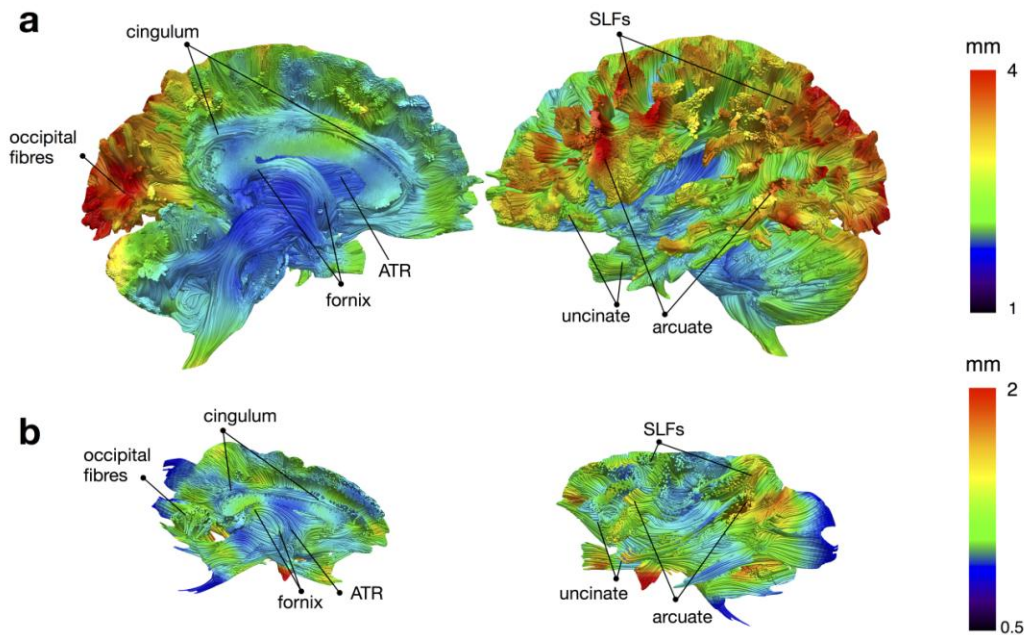 a
cingulum
SLFs
mm
4
occipital
fibres
ATR
fornix
uncinate
arcuate
1
mm
2
b
cingulum
SLFs
occipital
fibres
ATR
fornix
uncinate
arcuate
0.5